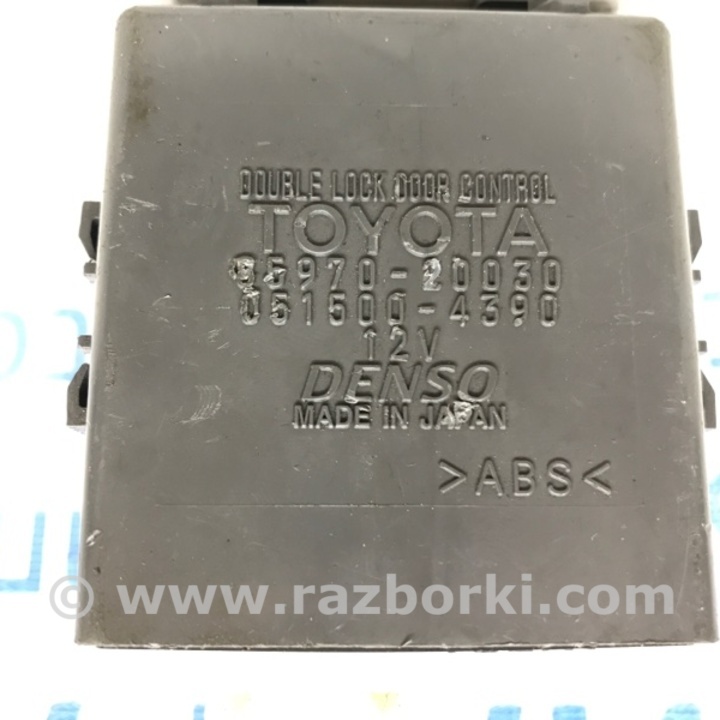 DOUBLE LOCK DOOR CONTROL
TOYOTA
85970-20030
051500-4390
12V
DENSO
MADE IN JAPAN
>ABS<
© www.razborki.com